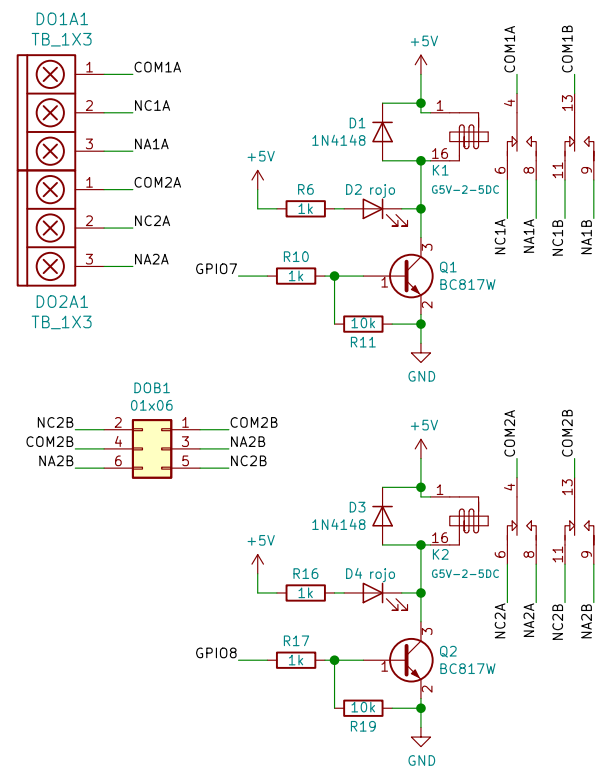 DO1A1
TB_1X3
1 COM1A
2 NC1A
3 NA1A
1 COM2A
2 NC2A
3 NA2A
DO2A1
TB_1X3
+5V
D1
1N4148
1
16
K1
G5V-2-5DC
+5V
R6
1k
D2 rojo
GPIO7
R10
1k
1
3
2
Q1
BC817W
10k
R11
GND
COM1A
4
6
8
NC1A
NA1A
COM1B
13
11
9
NC1B
NA1B
DOB1
01x06
NC2B 2 1 COM2B
COM2B 4 3 NA2B
NA2B 6 5 NC2B
+5V
D3
1N4148
1
16
K2
G5V-2-5DC
+5V
R16
1k
D4 rojo
GPIO8
R17
1k
1
3
2
Q2
BC817W
10k
R19
GND
COM2A
4
6
8
NC2A
NA2A
COM2B
13
11
9
NC2B
NA2B